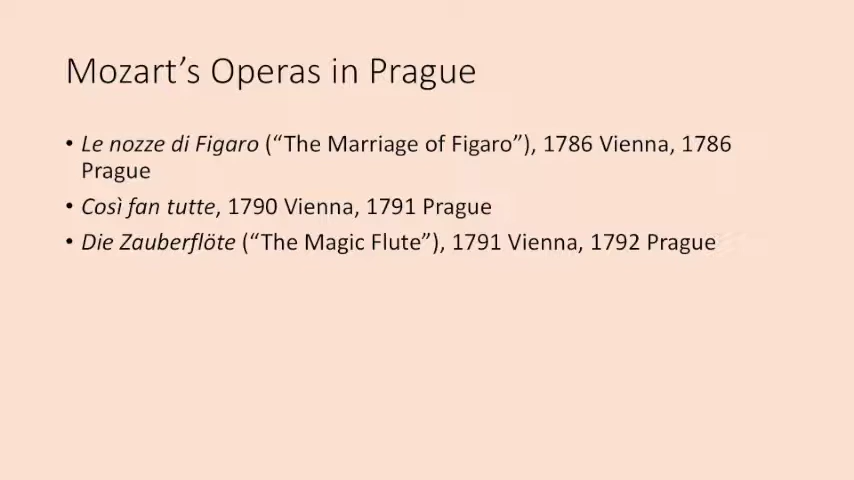 Mozart’s Operas in Prague
• Le nozze di Figaro (“The Marriage of Figaro”), 1786 Vienna, 1786
Prague
• Così fan tutte, 1790 Vienna, 1791 Prague
• Die Zauberflöte (“The Magic Flute”), 1791 Vienna, 1792 Prague